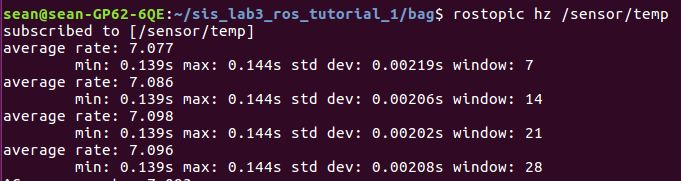 sean@sean-GP62-6QE:~/sis_lab3_ros_tutorial_1/bag$ rostopic hz /sensor/temp
subscribed to [/sensor/temp]
average rate: 7.077
	min: 0.139s max: 0.144s std dev: 0.00219s window: 7
average rate: 7.086
	min: 0.139s max: 0.144s std dev: 0.00206s window: 14
average rate: 7.098
	min: 0.139s max: 0.144s std dev: 0.00202s window: 21
average rate: 7.096
	min: 0.139s max: 0.144s std dev: 0.00208s window: 28